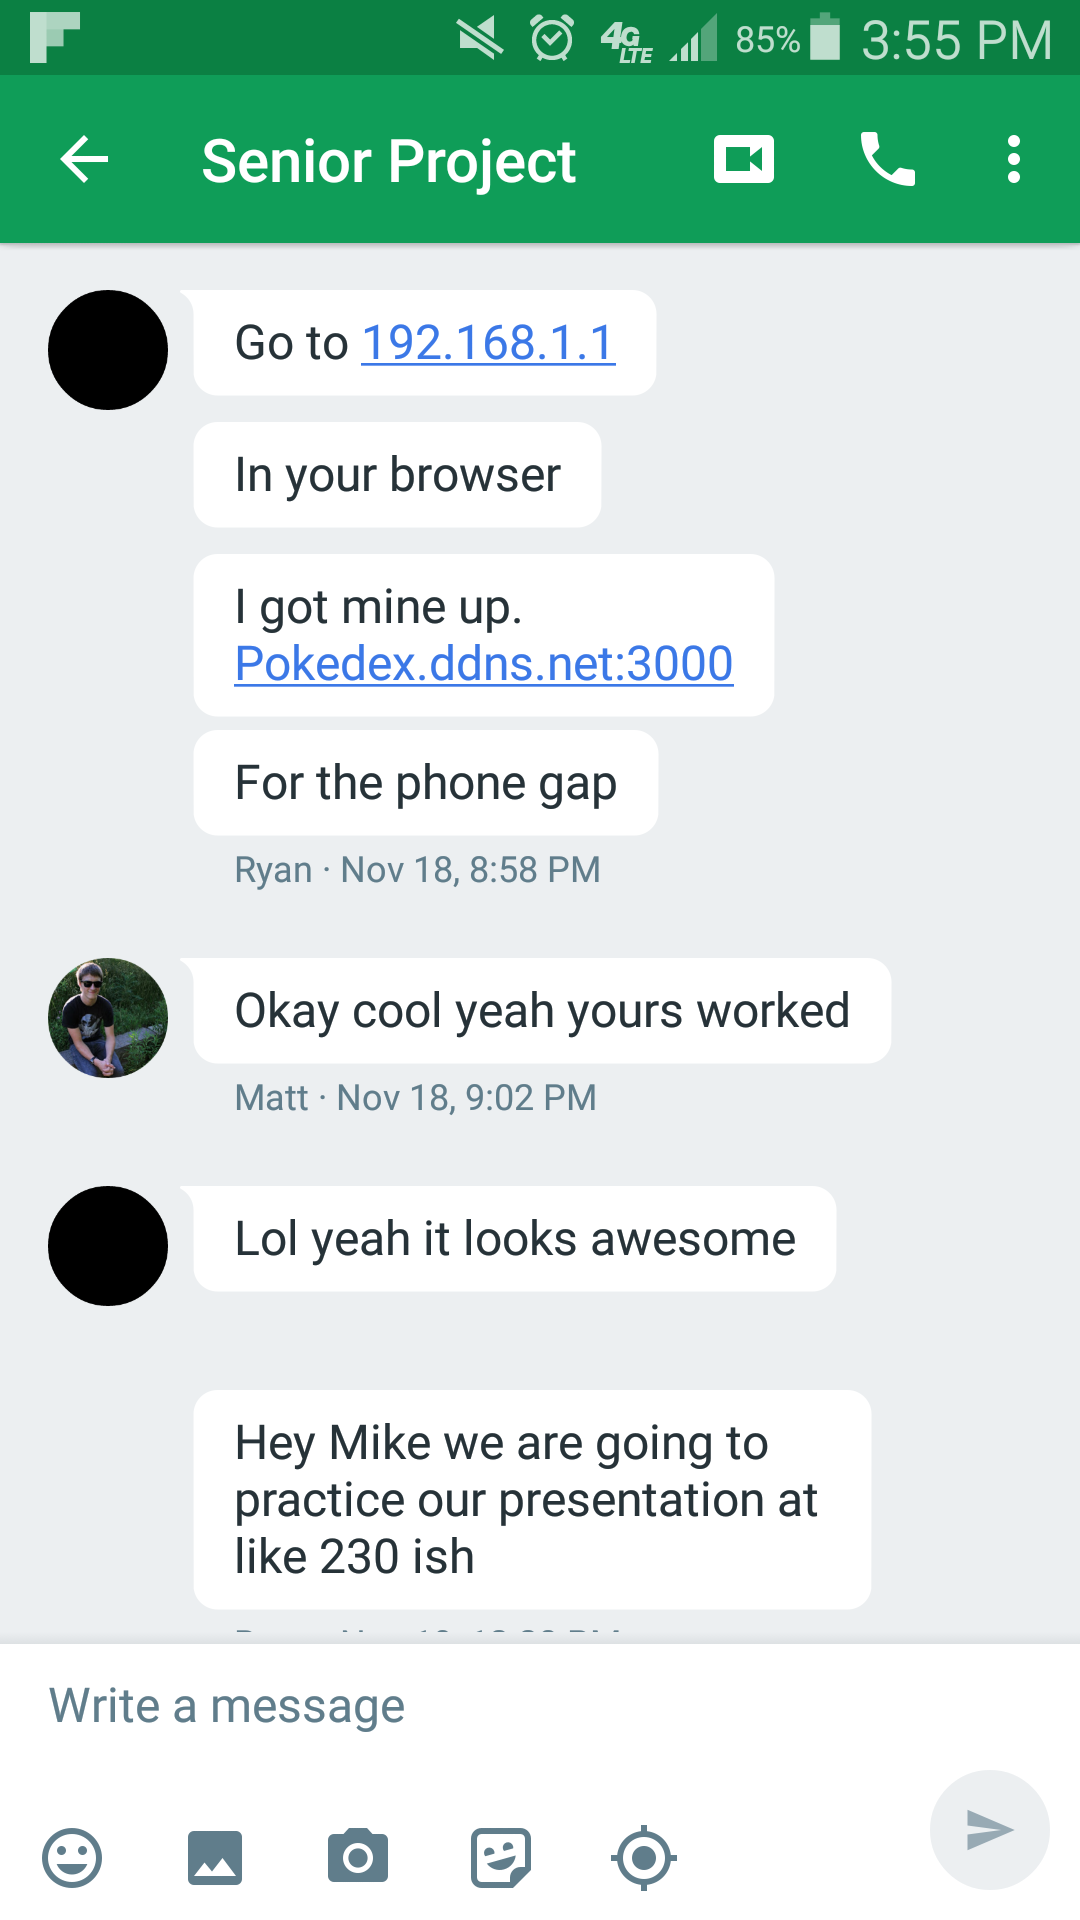 4G LTE 85% 3:55 PM
Senior Project
Go to 192.168.1.1
In your browser
I got mine up.
Pokedex.ddns.net:3000
For the phone gap
Ryan · Nov 18, 8:58 PM
Okay cool yeah yours worked
Matt · Nov 18, 9:02 PM
Lol yeah it looks awesome
Hey Mike we are going to
practice our presentation at
like 230 ish
Write a message